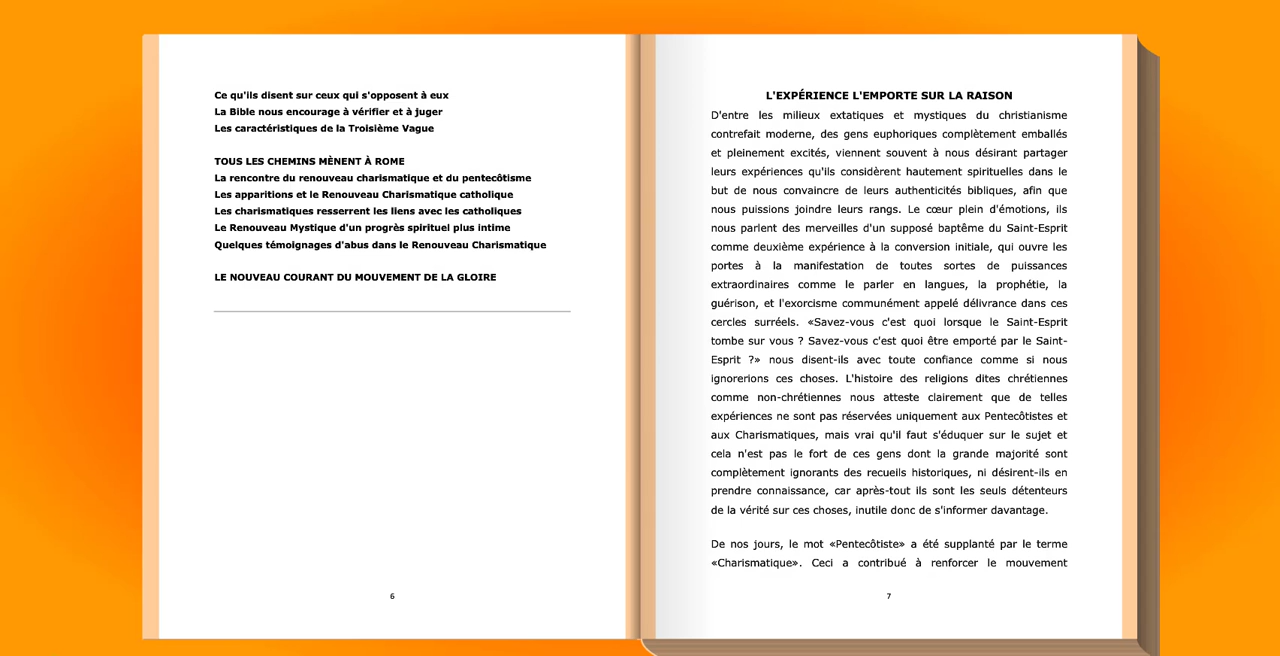 Ce qu'ils disent sur ceux qui s'opposent à eux
La Bible nous encourage à vérifier et à juger
Les caractéristiques de la Troisième Vague
TOUS LES CHEMINS MÈNENT À ROME
La rencontre du renouveau charismatique et du pentecôtisme
Les apparitions et le Renouveau Charismatique catholique
Les charismatiques resserrent les liens avec les catholiques
Le Renouveau Mystique d'un progrès spirituel plus intime
Quelques témoignages d'abus dans le Renouveau Charismatique
LE NOUVEAU COURANT DU MOUVEMENT DE LA GLOIRE
6
L'EXPÉRIENCE L'EMPORTE SUR LA RAISON
D'entre les milieux extatiques et mystiques du christianisme
contrefait moderne, des gens euphoriques complètement emballés
et pleinement excités, viennent souvent à nous désirant partager
leurs expériences qu'ils considèrent hautement spirituelles dans le
but de nous convaincre de leurs authenticités bibliques, afin que
nous puissions joindre leurs rangs. Le cœur plein d'émotions, ils
nous parlent des merveilles d'un supposé baptême du Saint-Esprit
comme deuxième expérience à la conversion initiale, qui ouvre les
portes à la manifestation de toutes sortes de puissances
extraordinaires comme le parler en langues, la prophétie, la
guérison, et l'exorcisme communément appelé délivrance dans ces
cercles surréels. «Savez-vous c'est quoi lorsque le Saint-Esprit
tombe sur vous ? Savez-vous c'est quoi être emporté par le Saint-
Esprit ?» nous disent-ils avec toute confiance comme si nous
ignorerions ces choses. L'histoire des religions dites chrétiennes
comme non-chrétiennes nous atteste clairement que de telles
expériences ne sont pas réservées uniquement aux Pentecôtistes et
aux Charismatiques, mais vrai qu'il faut s'éduquer sur le sujet et
cela n'est pas le fort de ces gens dont la grande majorité sont
complètement ignorants des recueils historiques, ni désirent-ils en
prendre connaissance, car après-tout ils sont les seuls détenteurs
de la vérité sur ces choses, inutile donc de s'informer davantage.
De nos jours, le mot «Pentecôtiste» a été supplanté par le terme
«Charismatique». Ceci a contribué à renforcer le mouvement
7